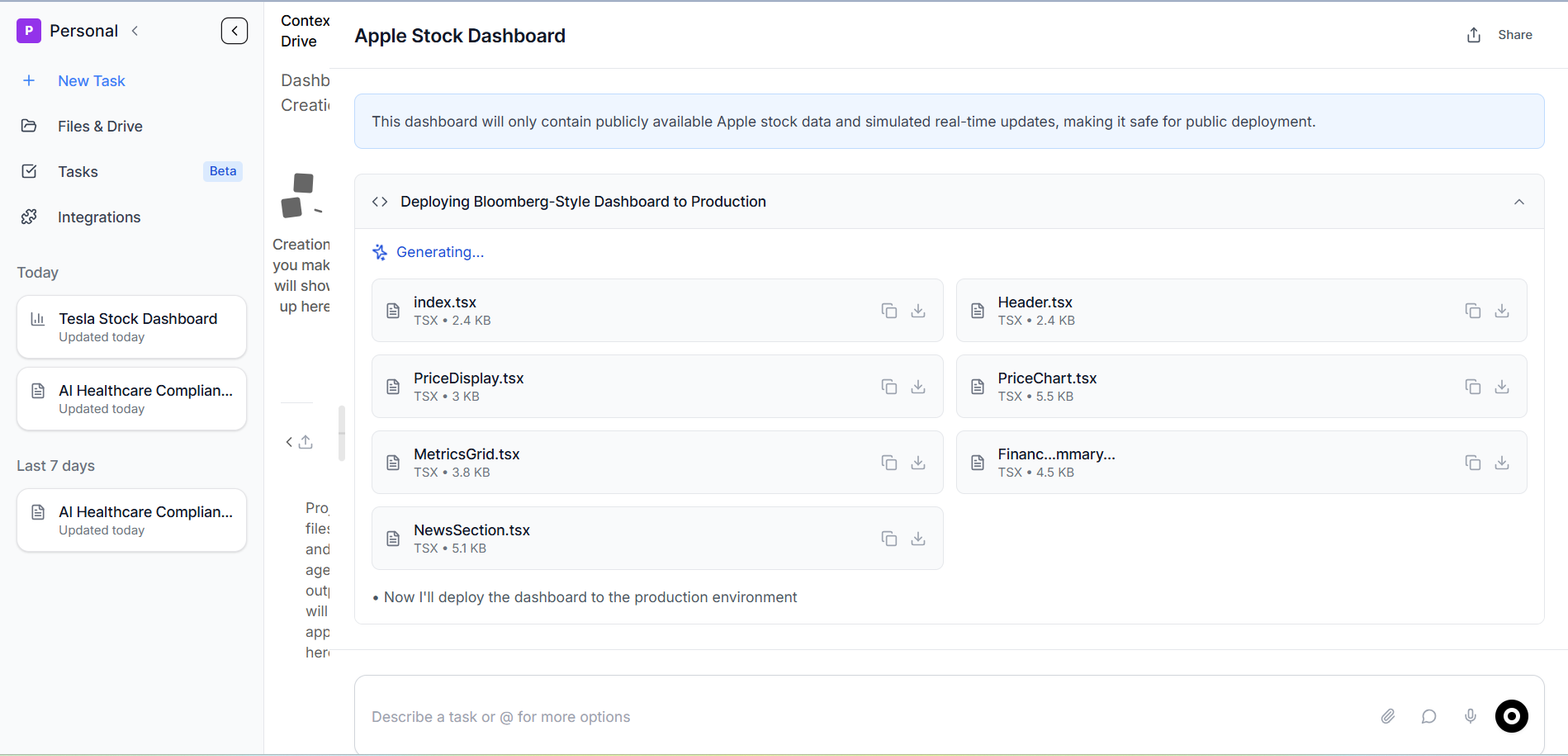 P
Personal
New Task
Files & Drive
Tasks
Beta
Integrations
Today
Tesla Stock Dashboard
Updated today
AI Healthcare Complian...
Updated today
Last 7 days
AI Healthcare Complian...
Updated today
Contex
Drive
Dashb
Creatio
Creation
you mak
will show
up here
Proj
files
and
age
outp
will
app
here
Apple Stock Dashboard
Share
This dashboard will only contain publicly available Apple stock data and simulated real-time updates, making it safe for public deployment.
Deploying Bloomberg-Style Dashboard to Production
Generating...
index.tsx
TSX • 2.4 KB
Header.tsx
TSX • 2.4 KB
PriceDisplay.tsx
TSX • 3 KB
PriceChart.tsx
TSX • 5.5 KB
MetricsGrid.tsx
TSX • 3.8 KB
Financ...mmary...
TSX • 4.5 KB
NewsSection.tsx
TSX • 5.1 KB
• Now I'll deploy the dashboard to the production environment
Describe a task or @ for more options